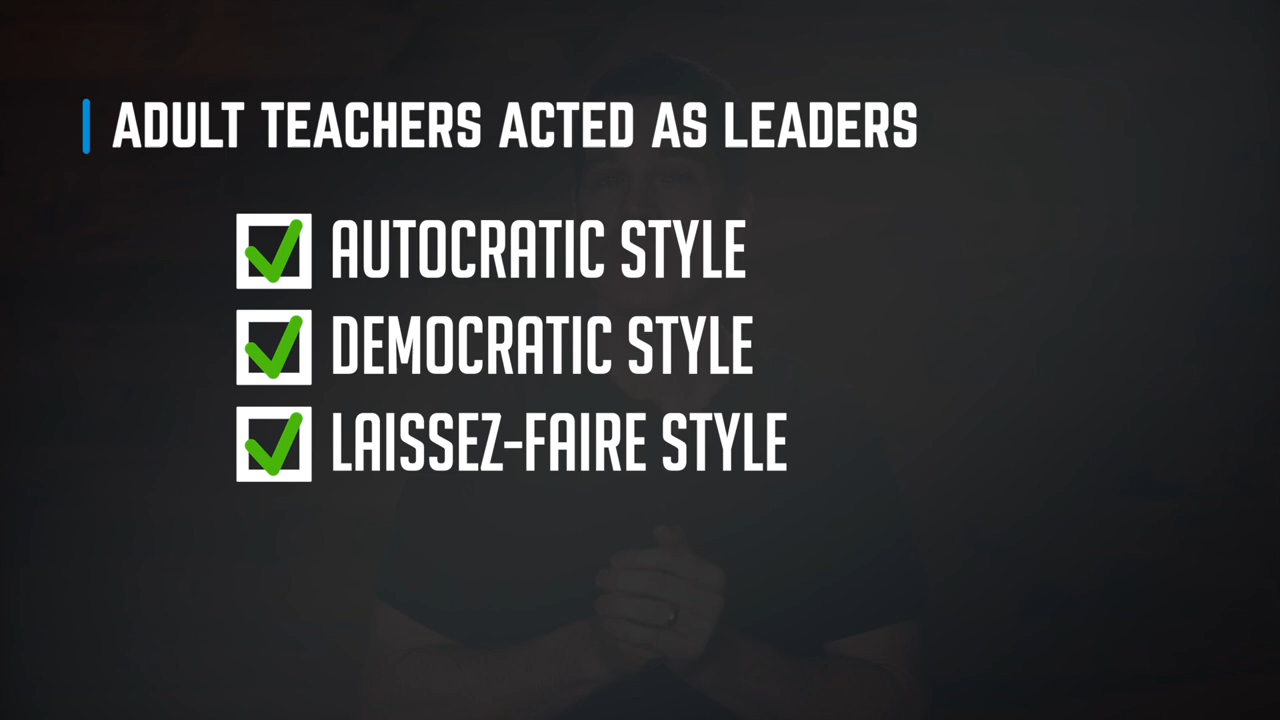 ADULT TEACHERS ACTED AS LEADERS
AUTOCRATIC STYLE
DEMOCRATIC STYLE
LAISSEZ-FAIRE STYLE